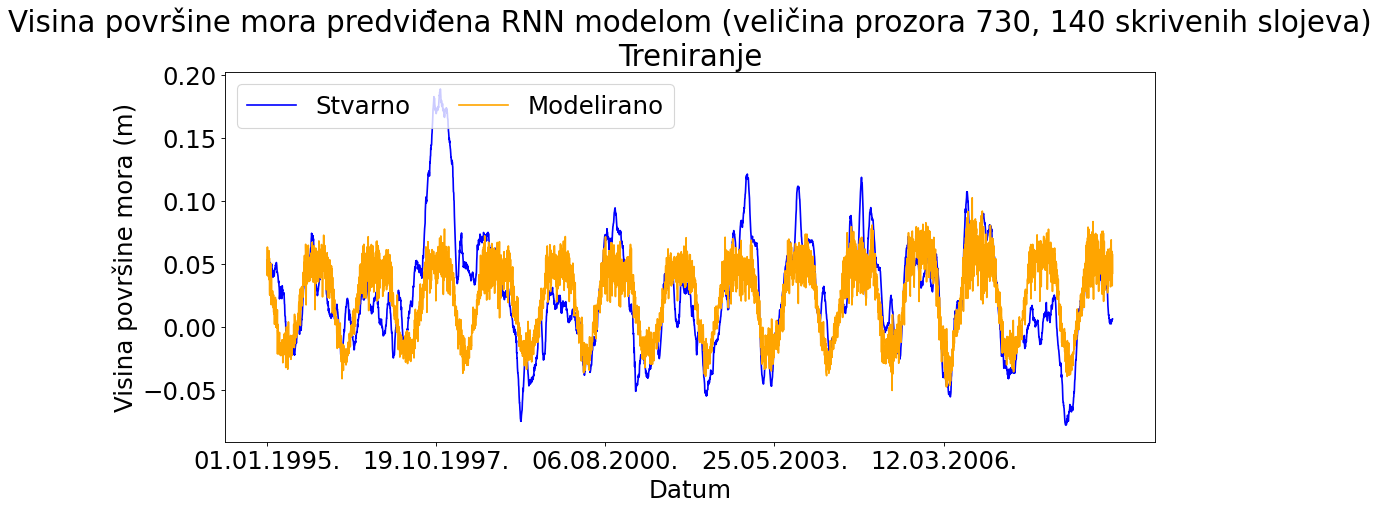 Visina površine mora predviđena RNN modelom (veličina prozora 730, 140 skrivenih slojeva)
Treniranje
Stvarno
Modelirano
Visina površine mora (m)
0.20
0.15
0.10
0.05
0.00
−0.05
01.01.1995.
19.10.1997.
06.08.2000.
25.05.2003.
12.03.2006.
Datum